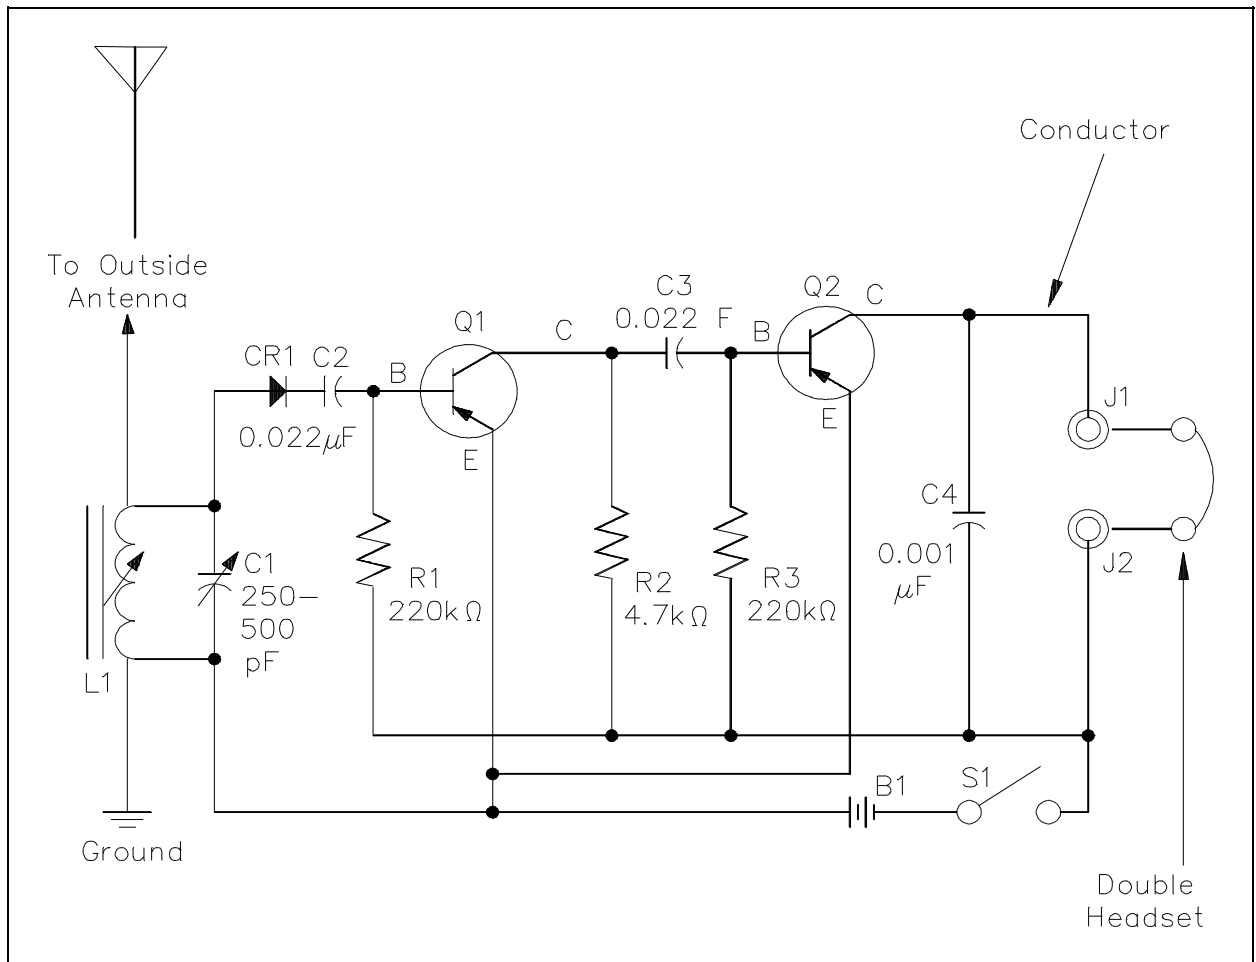 Conductor
To Outside
Antenna
C3
0.022 F
Q2
C
Q1
C
B
CR1
C2
B
0.022μF
E
E
J1
C4
0.001
μF
J2
C1
250-
500
pF
R1
220kΩ
R2
4.7kΩ
R3
220kΩ
L1
B1
S1
Ground
Double
Headset